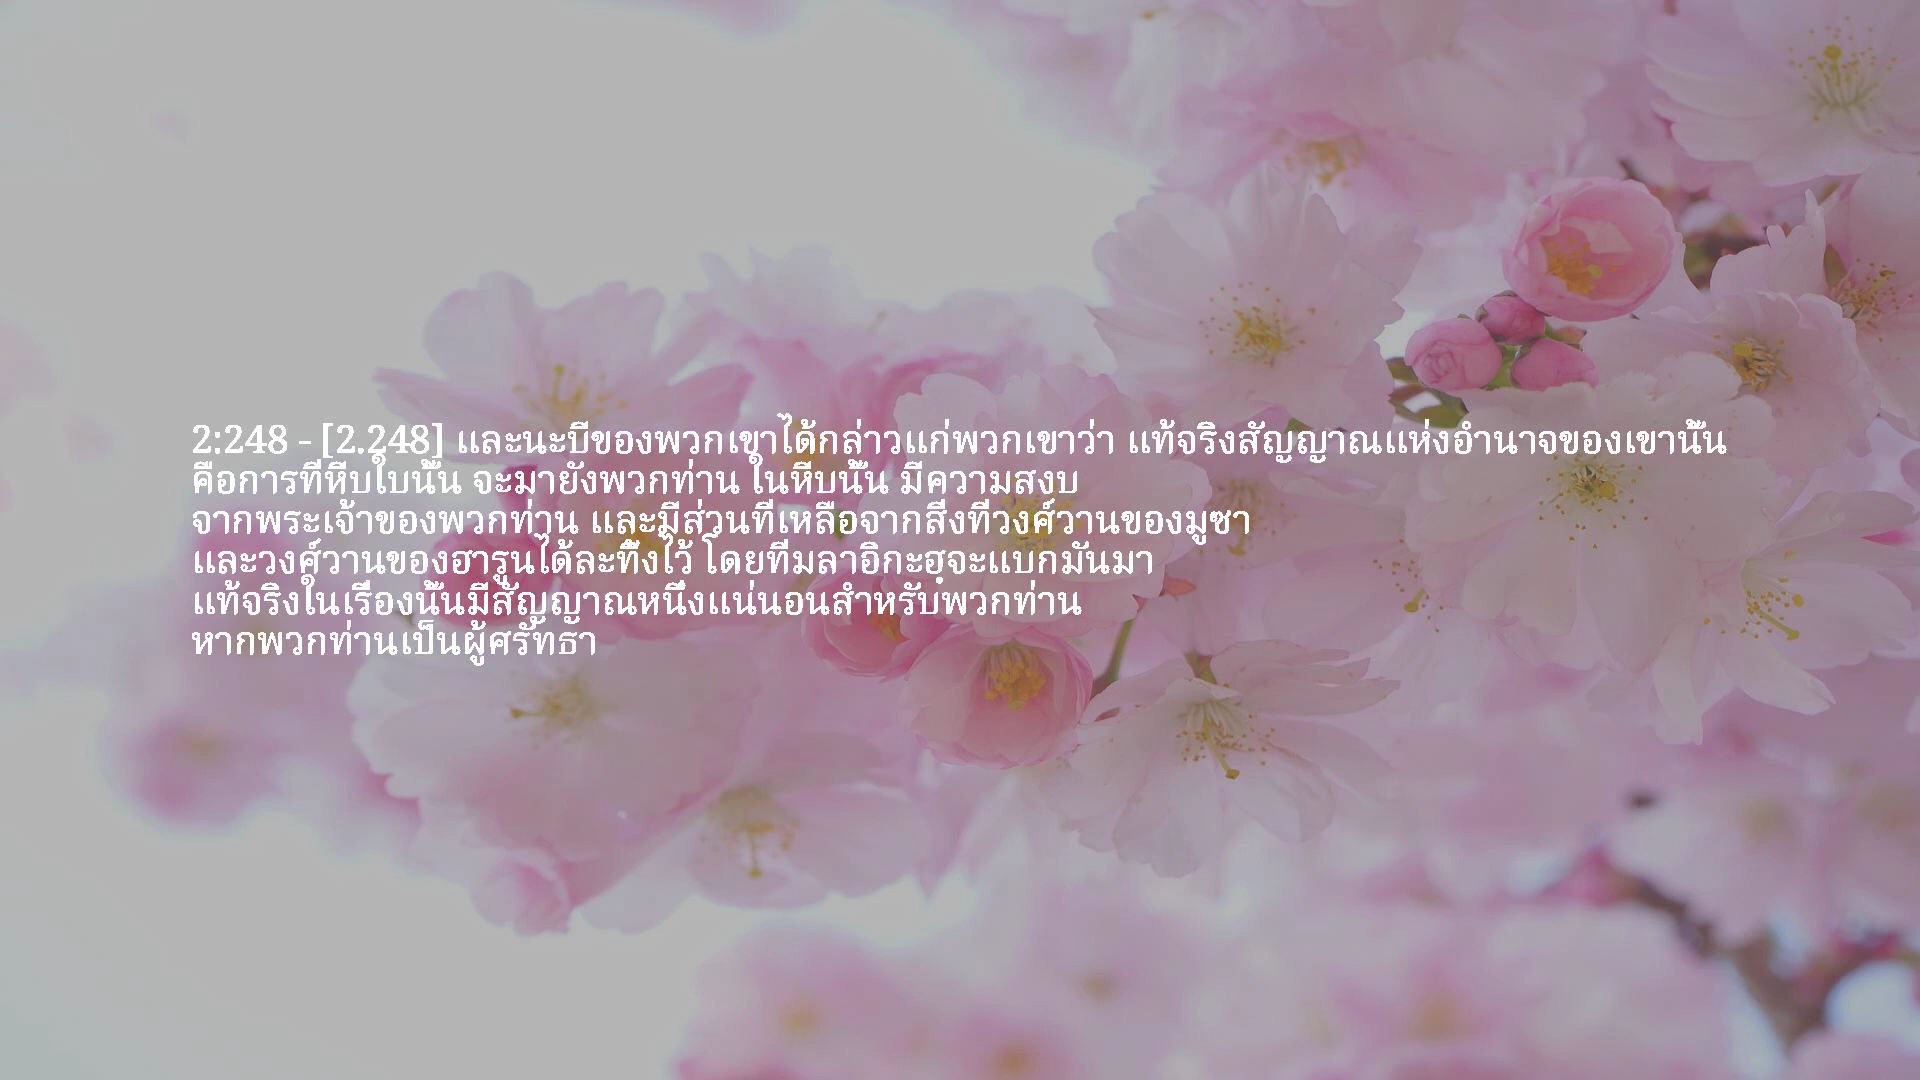 2:248 - [2.248] และนะบีของพวกเขาได้กล่าวแก่พวกเขาว่า แท้จริงสัญญาณแห่งอำนาจของเขานั้น
คือการที่หีบใบนั้น จะมายังพวกท่าน ในหีบนั้น มีความสงบ
จากพระเจ้าของพวกท่าน และมีส่วนที่เหลือจากสิ่งที่วงศ์วานของมูซา
และวงศ์วานของฮารูนได้ละทิ้งไว้ โดยที่มลาอิกะฮฺจะแบกมันมา
แท้จริงในเรื่องนั้นมีสัญญาณหนึ่งแน่นอนสำหรับพวกท่าน
หากพวกท่านเป็นผู้ศรัทธา